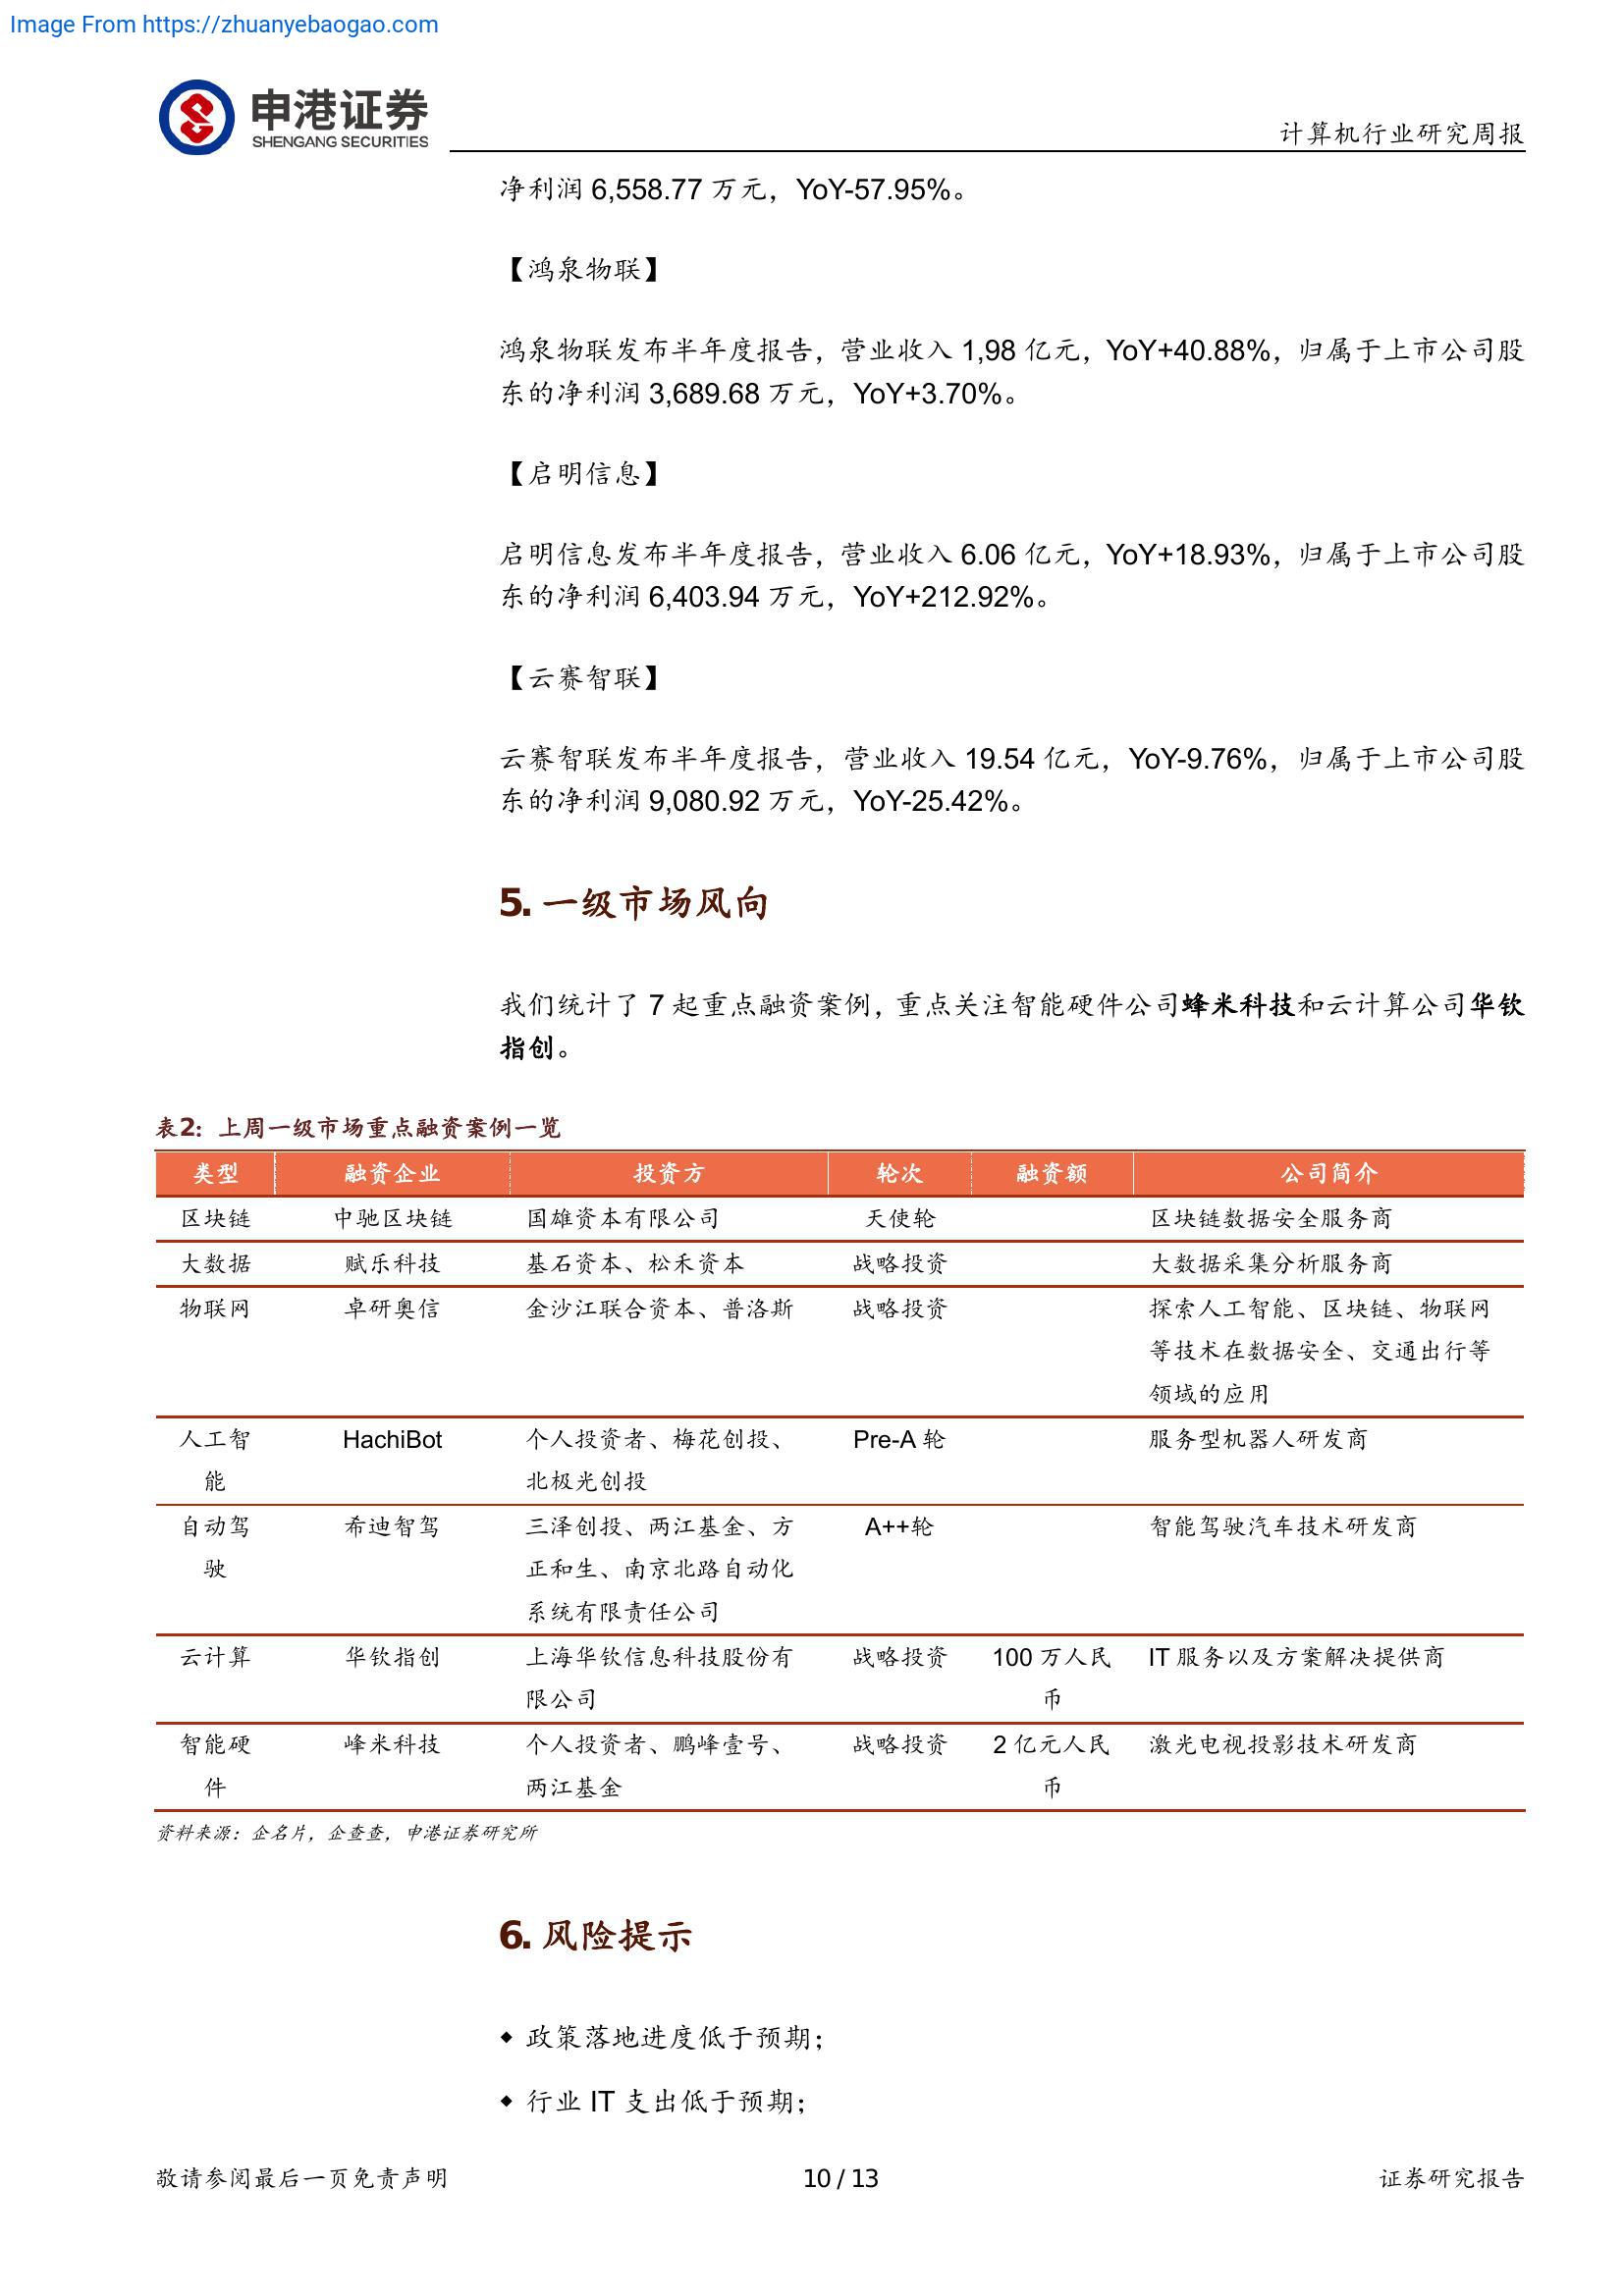 Image From https://zhuanyebaogao.com
申港证券
SHENGANG SECURITIES
计算机行业研究周报
净利润 6,558.77 万元，YoY-57.95%。
【鸿泉物联】
鸿泉物联发布半年度报告，营业收入 1,98 亿元，YoY+40.88%，归属于上市公司股
东的净利润 3,689.68 万元，YoY+3.70%。
【启明信息】
启明信息发布半年度报告，营业收入 6.06 亿元，YoY+18.93%，归属于上市公司股
东的净利润 6,403.94 万元，YoY+212.92%。
【云赛智联】
云赛智联发布半年度报告，营业收入 19.54 亿元，YoY-9.76%，归属于上市公司股
东的净利润 9,080.92 万元，YoY-25.42%。
5. 一级市场风向
我们统计了 7 起重点融资案例，重点关注智能硬件公司蜂米科技和云计算公司华钦
指创。
表2：上周一级市场重点融资案例一览
类型 融资企业 投资方 轮次 融资额 公司简介
区块链 中驰区块链 国雄资本有限公司 天使轮 区块链数据安全服务商
大数据 赋乐科技 基石资本、松禾资本 战略投资 大数据采集分析服务商
物联网 卓研奥信 金沙江联合资本、普洛斯 战略投资 探索人工智能、区块链、物联网
等技术在数据安全、交通出行等
领域的应用
人工智 HachiBot 个人投资者、梅花创投、 Pre-A 轮 服务型机器人研发商
能 北极光创投
自动驾 希迪智驾 三泽创投、两江基金、方 A++轮 智能驾驶汽车技术研发商
驶 正和生、南京北路自动化
系统有限责任公司
云计算 华钦指创 上海华钦信息科技股份有 战略投资 100 万人民 IT 服务以及方案解决提供商
限公司 币
智能硬 峰米科技 个人投资者、鹏峰壹号、 战略投资 2 亿元人民 激光电视投影技术研发商
件 两江基金 币
资料来源：企名片，企查查，申港证券研究所
6. 风险提示
◆ 政策落地进度低于预期；
◆ 行业 IT 支出低于预期；
敬请参阅最后一页免责声明 10 / 13 证券研究报告